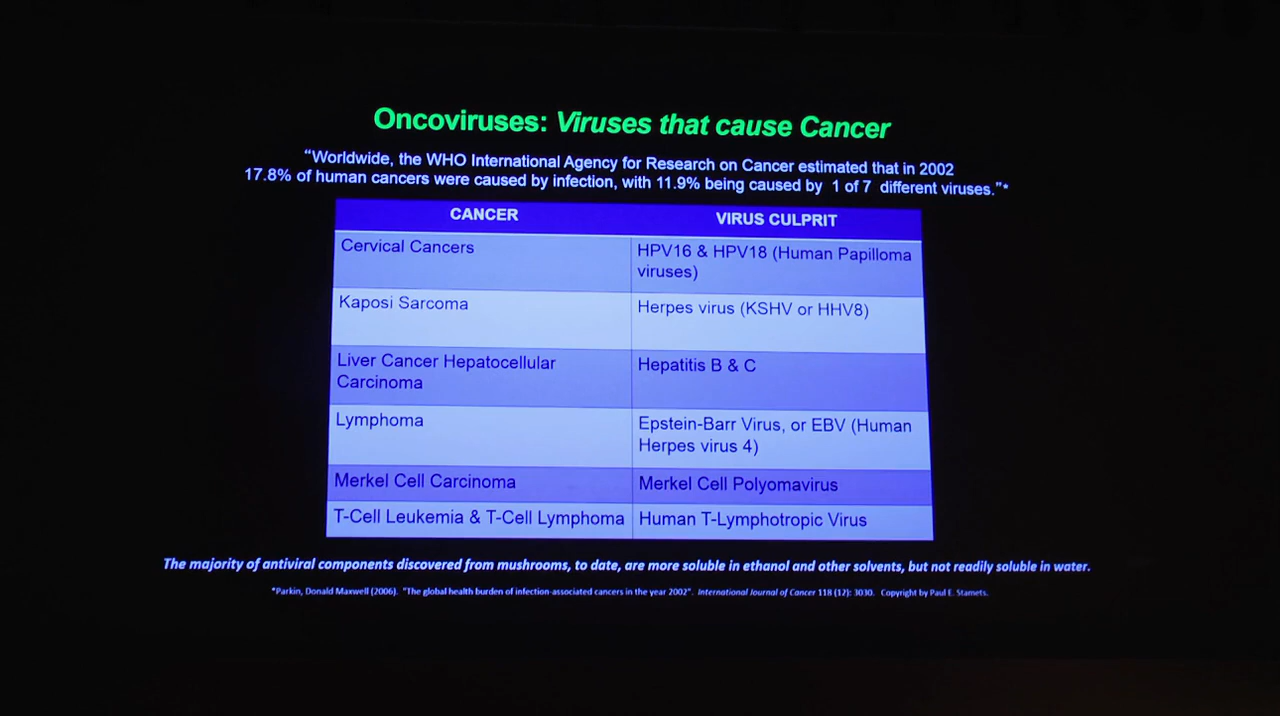 Oncoviruses: Viruses that cause Cancer
"Worldwide, the WHO International Agency for Research on Cancer estimated that in 2002
17.8% of human cancers were caused by infection, with 11.9% being caused by 1 of 7 different viruses."*
CANCER VIRUS CULPRIT
Cervical Cancers
HPV16 & HPV18 (Human Papilloma
viruses)
Kaposi Sarcoma
Herpes virus (KSHV or HHV8)
Liver Cancer Hepatocellular
Carcinoma
Hepatitis B & C
Lymphoma
Epstein-Barr Virus, or EBV (Human
Herpes virus 4)
Merkel Cell Carcinoma
Merkel Cell Polyomavirus
T-Cell Leukemia & T-Cell Lymphoma
Human T-Lymphotropic Virus
The majority of antiviral components discovered from mushrooms, to date, are more soluble in ethanol and other solvents, but not readily soluble in water.
*Parkin, Donald Maxwell (2006). "The global health burden of infection-associated cancers in the year 2002". International Journal of Cancer 118 (12): 3030. Copyright by Paul E. Stamets.